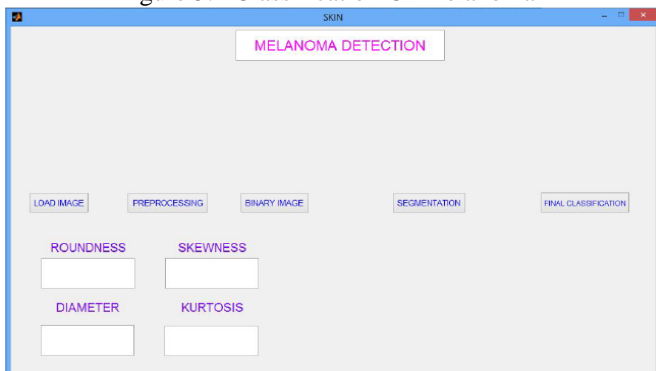 SKIN
MELANOMA DETECTION
LOAD IMAGE PREPROCESSING BINARY IMAGE SEGMENTATION FINAL CLASSIFICATION
ROUNDNESS SKEWNESS
DIAMETER KURTOSIS